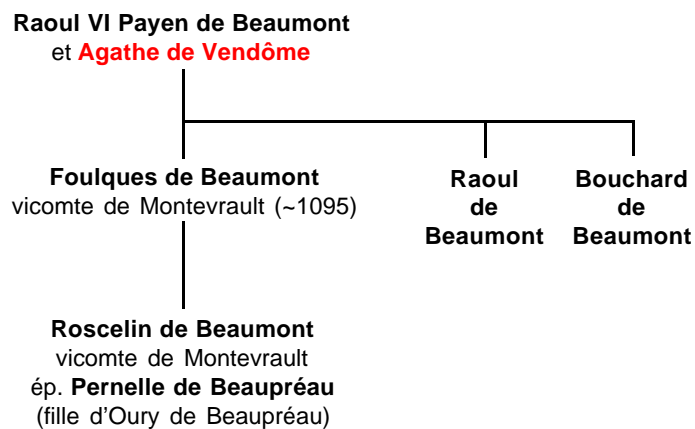 Raoul VI Payen de Beaumont
et Agathe de Vendôme
Foulques de Beaumont
vicomte de Montevrault (~1095)
Raoul
de
Beaumont
Bouchard
de
Beaumont
Roscelin de Beaumont
vicomte de Montevrault
ép. Pernelle de Beaupréau
(fille d'Oury de Beaupréau)